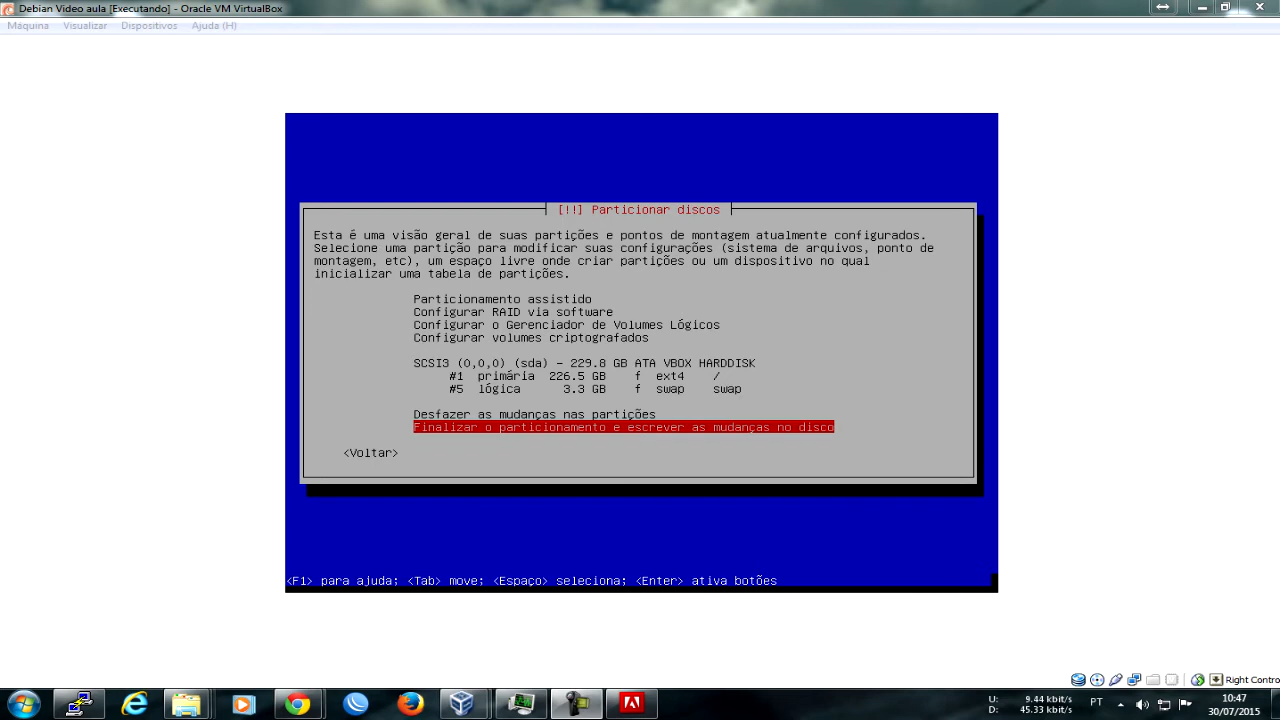 Debian Video aula [Executando] - Oracle VM VirtualBox
Máquina Visualizar Dispositivos Ajuda (H)
[!!] Particionar discos
Esta é uma visão geral de suas partições e pontos de montagem atualmente configurados.
Selecione uma partição para modificar suas configurações (sistema de arquivos, ponto de
montagem, etc), um espaço livre onde criar partições ou um dispositivo no qual
inicializar uma tabela de partições.
Particionamento assistido
Configurar RAID via software
Configurar o Gerenciador de Volumes Lógicos
Configurar volumes criptografados
SCSI3 (0,0,0) (sda) - 229.8 GB ATA VBOX HARDDISK
#1 primária 226.5 GB f ext4 /
#5 lógica 3.3 GB f swap swap
Desfazer as mudanças nas partições
Finalizar o particionamento e escrever as mudanças no disco
<Voltar>
<F1> para ajuda; <Tab> move; <Espaço> seleciona; <Enter> ativa botões
Right Contro
U: 9.44 kbit/s
D: 45.33 kbit/s
PT
10:47
30/07/2015